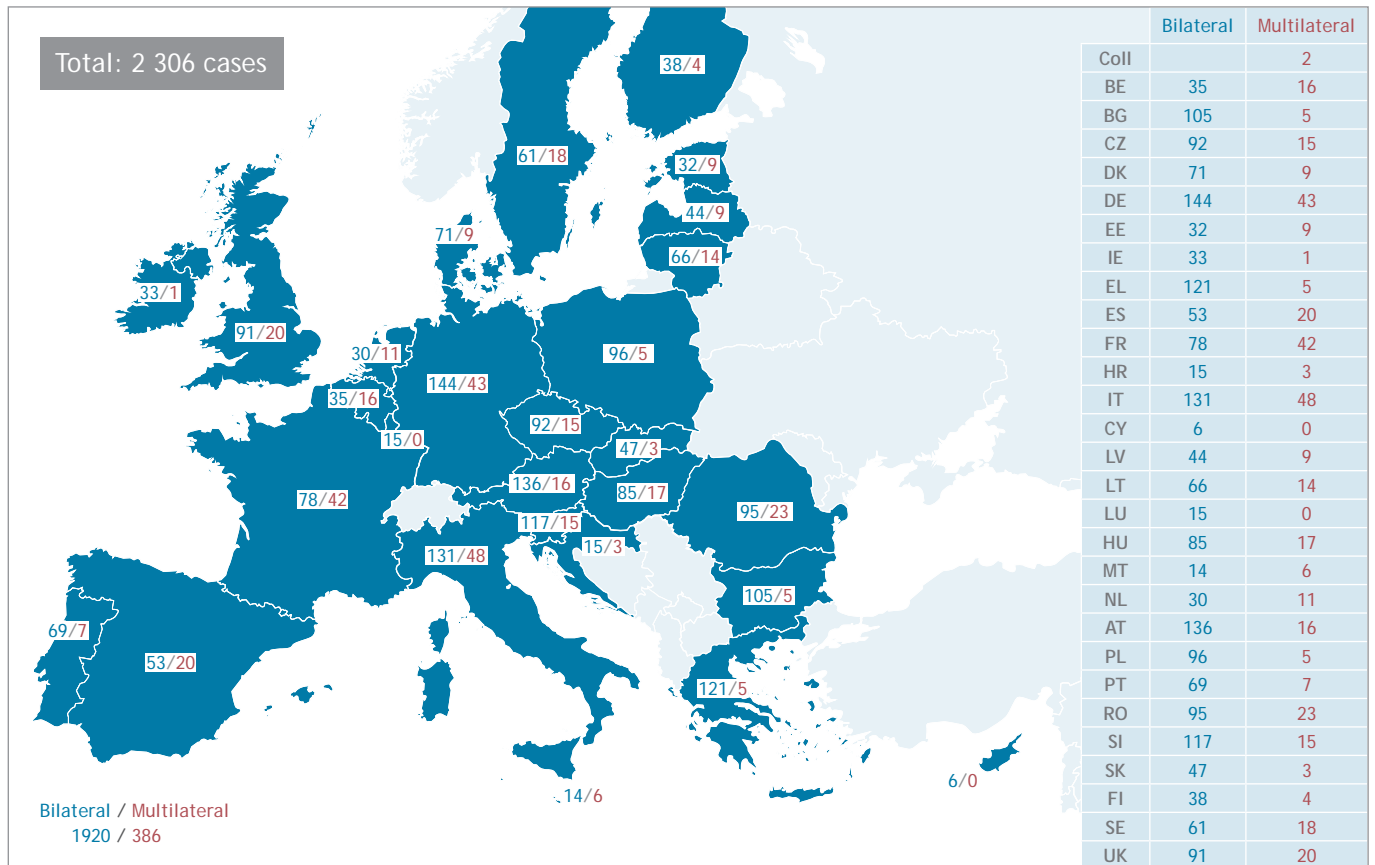 Total: 2 306 cases
38/4
61/18
32/9
44/9
71/9
66/14
33/1
91/20
30/11
96/5
144/43
35/16
92/15
15/0
47/3
136/16
85/17
78/42
95/23
117/15
15/3
131/48
105/5
69/7
53/20
121/5
6/0
14/6
Bilateral / Multilateral
1920 / 386
Bilateral Multilateral
Coll 2
BE 35 16
BG 105 5
CZ 92 15
DK 71 9
DE 144 43
EE 32 9
IE 33 1
EL 121 5
ES 53 20
FR 78 42
HR 15 3
IT 131 48
CY 6 0
LV 44 9
LT 66 14
LU 15 0
HU 85 17
MT 14 6
NL 30 11
AT 136 16
PL 96 5
PT 69 7
RO 95 23
SI 117 15
SK 47 3
FI 38 4
SE 61 18
UK 91 20